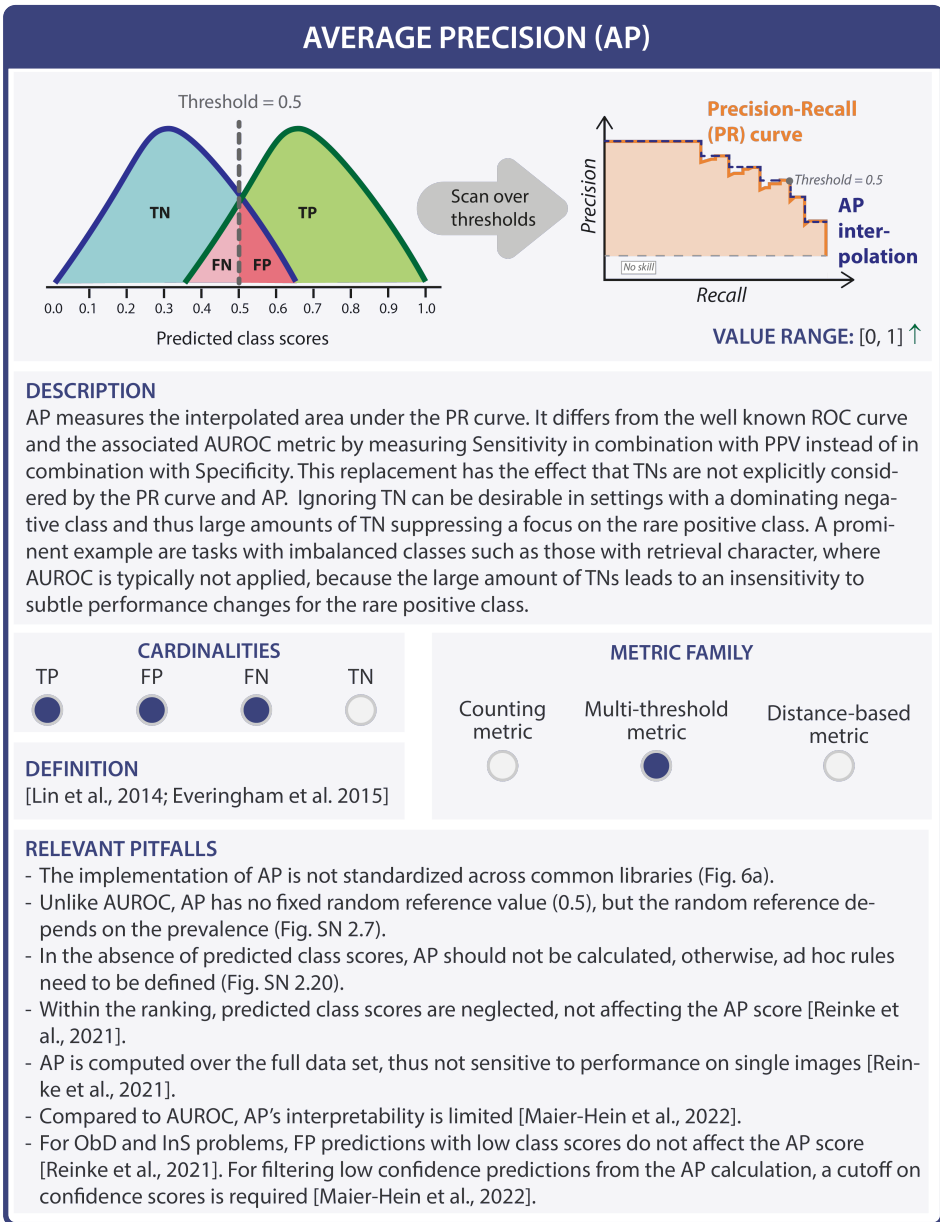 AVERAGE PRECISION (AP)
Threshold = 0.5
TN
TP
FN
FP
0.0 0.1 0.2 0.3 0.4 0.5 0.6 0.7 0.8 0.9 1.0
Predicted class scores
Scan over
thresholds
Precision-Recall
(PR) curve
Precision
Threshold = 0.5
AP
inter-
polation
No skill
Recall
VALUE RANGE: [0, 1] ↑
DESCRIPTION
AP measures the interpolated area under the PR curve. It differs from the well known ROC curve
and the associated AUROC metric by measuring Sensitivity in combination with PPV instead of in
combination with Specificity. This replacement has the effect that TNs are not explicitly consid-
ered by the PR curve and AP. Ignoring TN can be desirable in settings with a dominating nega-
tive class and thus large amounts of TN suppressing a focus on the rare positive class. A promi-
nent example are tasks with imbalanced classes such as those with retrieval character, where
AUROC is typically not applied, because the large amount of TNs leads to an insensitivity to
subtle performance changes for the rare positive class.
CARDINALITIES
TP FP FN TN
METRIC FAMILY
Counting
metric
Multi-threshold
metric
Distance-based
metric
DEFINITION
[Lin et al., 2014; Everingham et al. 2015]
RELEVANT PITFALLS
- The implementation of AP is not standardized across common libraries (Fig. 6a).
- Unlike AUROC, AP has no fixed random reference value (0.5), but the random reference de-
pends on the prevalence (Fig. SN 2.7).
- In the absence of predicted class scores, AP should not be calculated, otherwise, ad hoc rules
need to be defined (Fig. SN 2.20).
- Within the ranking, predicted class scores are neglected, not affecting the AP score [Reinke et
al., 2021].
- AP is computed over the full data set, thus not sensitive to performance on single images [Rein-
ke et al., 2021].
- Compared to AUROC, AP's interpretability is limited [Maier-Hein et al., 2022].
- For ObD and InS problems, FP predictions with low class scores do not affect the AP score
[Reinke et al., 2021]. For filtering low confidence predictions from the AP calculation, a cutoff on
confidence scores is required [Maier-Hein et al., 2022].